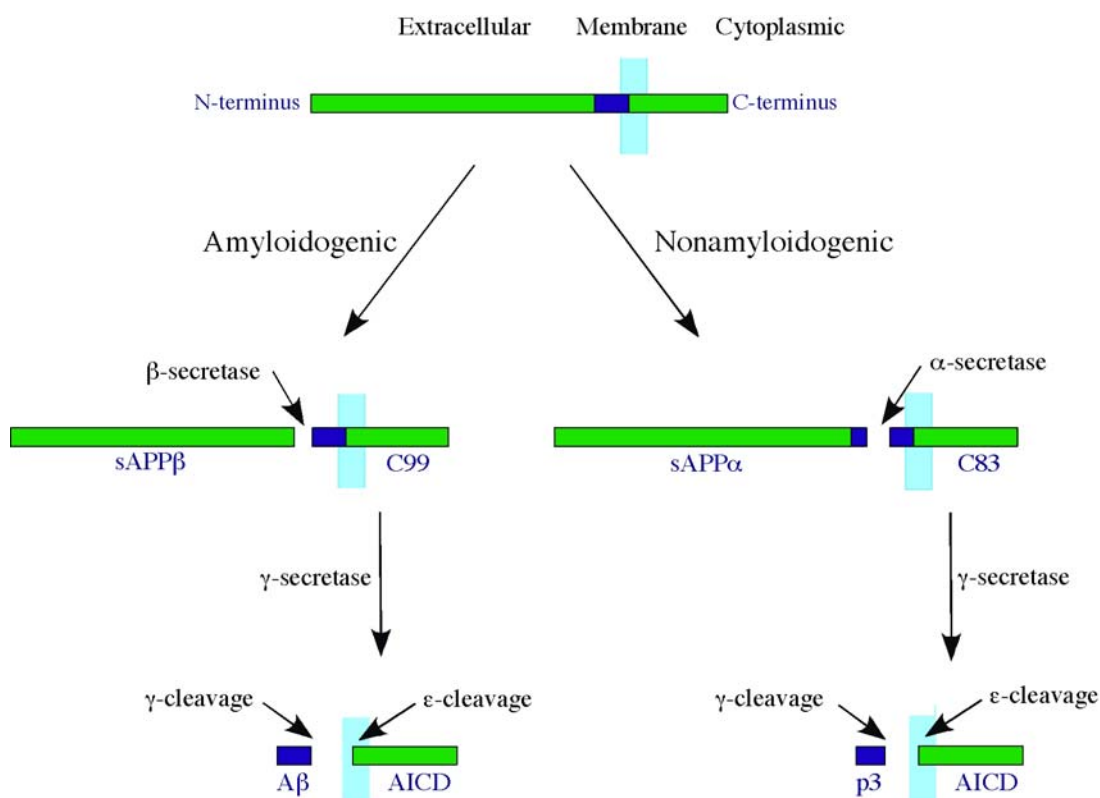 Extracellular Membrane Cytoplasmic
N-terminus C-terminus
Amyloidogenic Nonamyloidogenic
β-secretase α-secretase
sAPPβ C99 sAPPα C83
γ-secretase γ-secretase
γ-cleavage ε-cleavage γ-cleavage ε-cleavage
Aβ AICD p3 AICD